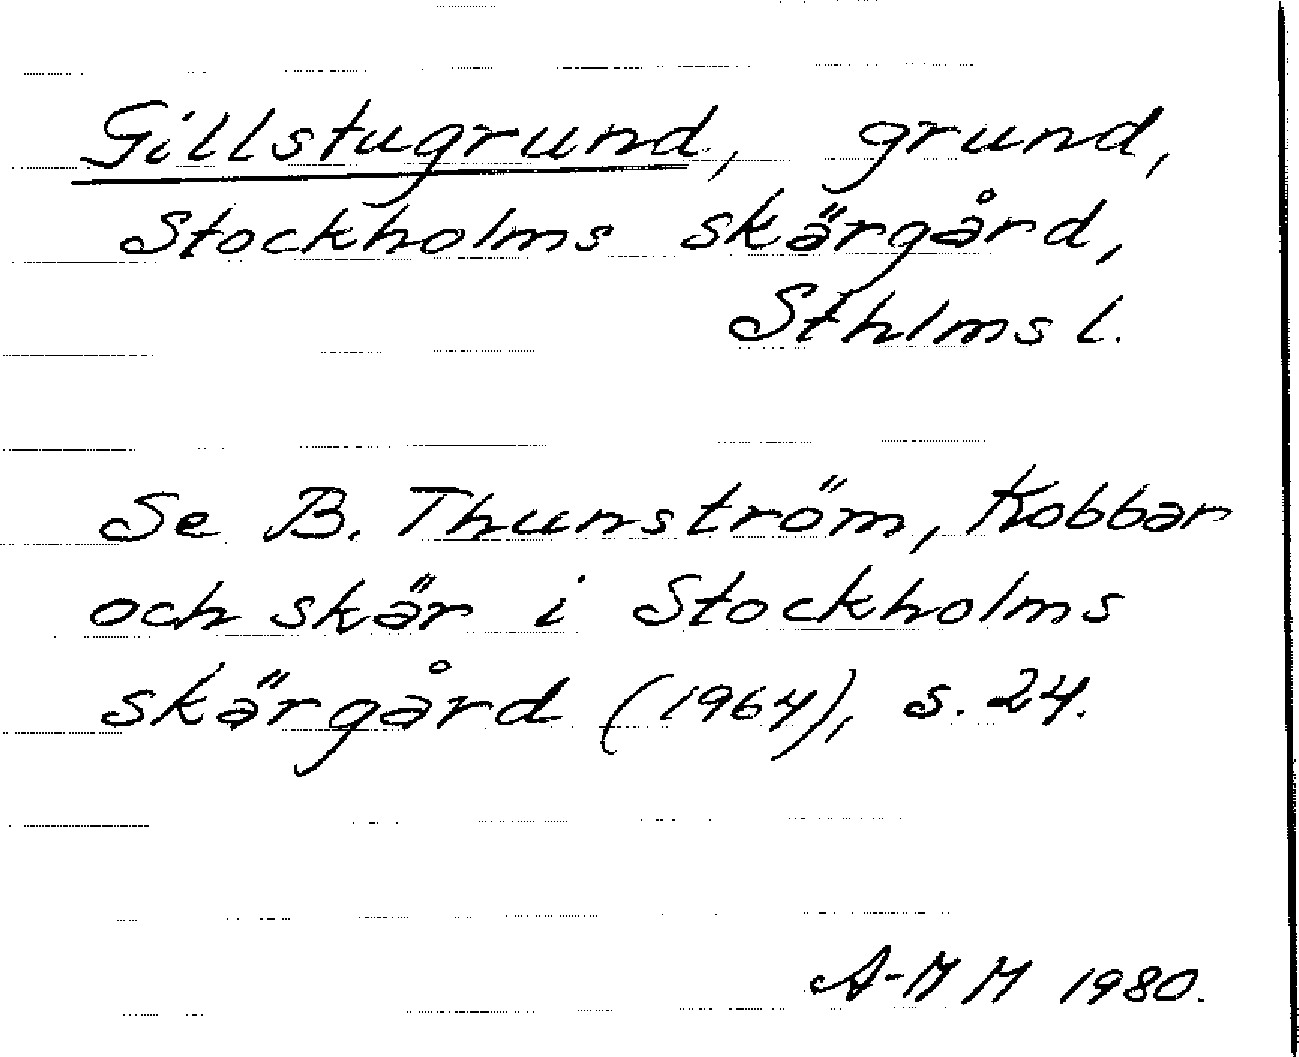 Gillstugrund, grund,
Stockholms skärgård,
Sthlms l.
Se B. Thunström, Kobbar
och skär i Stockholms
skärgård (1964), s. 24.
A-M M 1980.